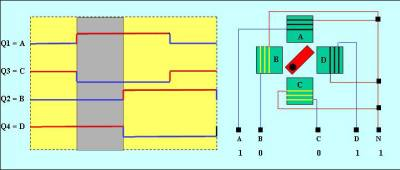 Q1 = A
Q3 = C
Q2 = B
Q4 = D
A
B
D
C
A B C D N
1 0 0 1 1